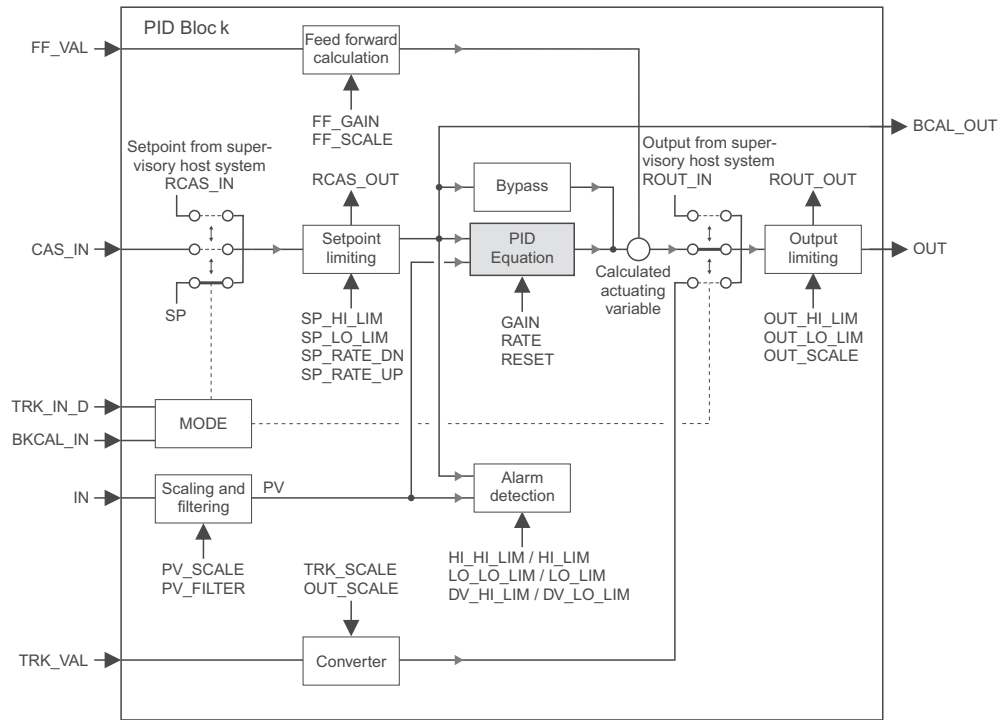 PID Block
FF_VAL
Feed forward
calculation
FF_GAIN
FF_SCALE
BCAL_OUT
Setpoint from super-
visory host system
RCAS_IN
RCAS_OUT
Bypass
Output from super-
visory host system
ROUT_IN
ROUT_OUT
CAS_IN
Setpoint
limiting
PID
Equation
Calculated
actuating
variable
Output
limiting
OUT
SP
SP_HI_LIM
SP_LO_LIM
SP_RATE_DN
SP_RATE_UP
GAIN
RATE
RESET
OUT_HI_LIM
OUT_LO_LIM
OUT_SCALE
TRK_IN_D
MODE
BKCAL_IN
IN
Scaling and
filtering
PV
Alarm
detection
PV_SCALE
PV_FILTER
TRK_SCALE
OUT_SCALE
HI_HI_LIM / HI_LIM
LO_LO_LIM / LO_LIM
DV_HI_LIM / DV_LO_LIM
TRK_VAL
Converter